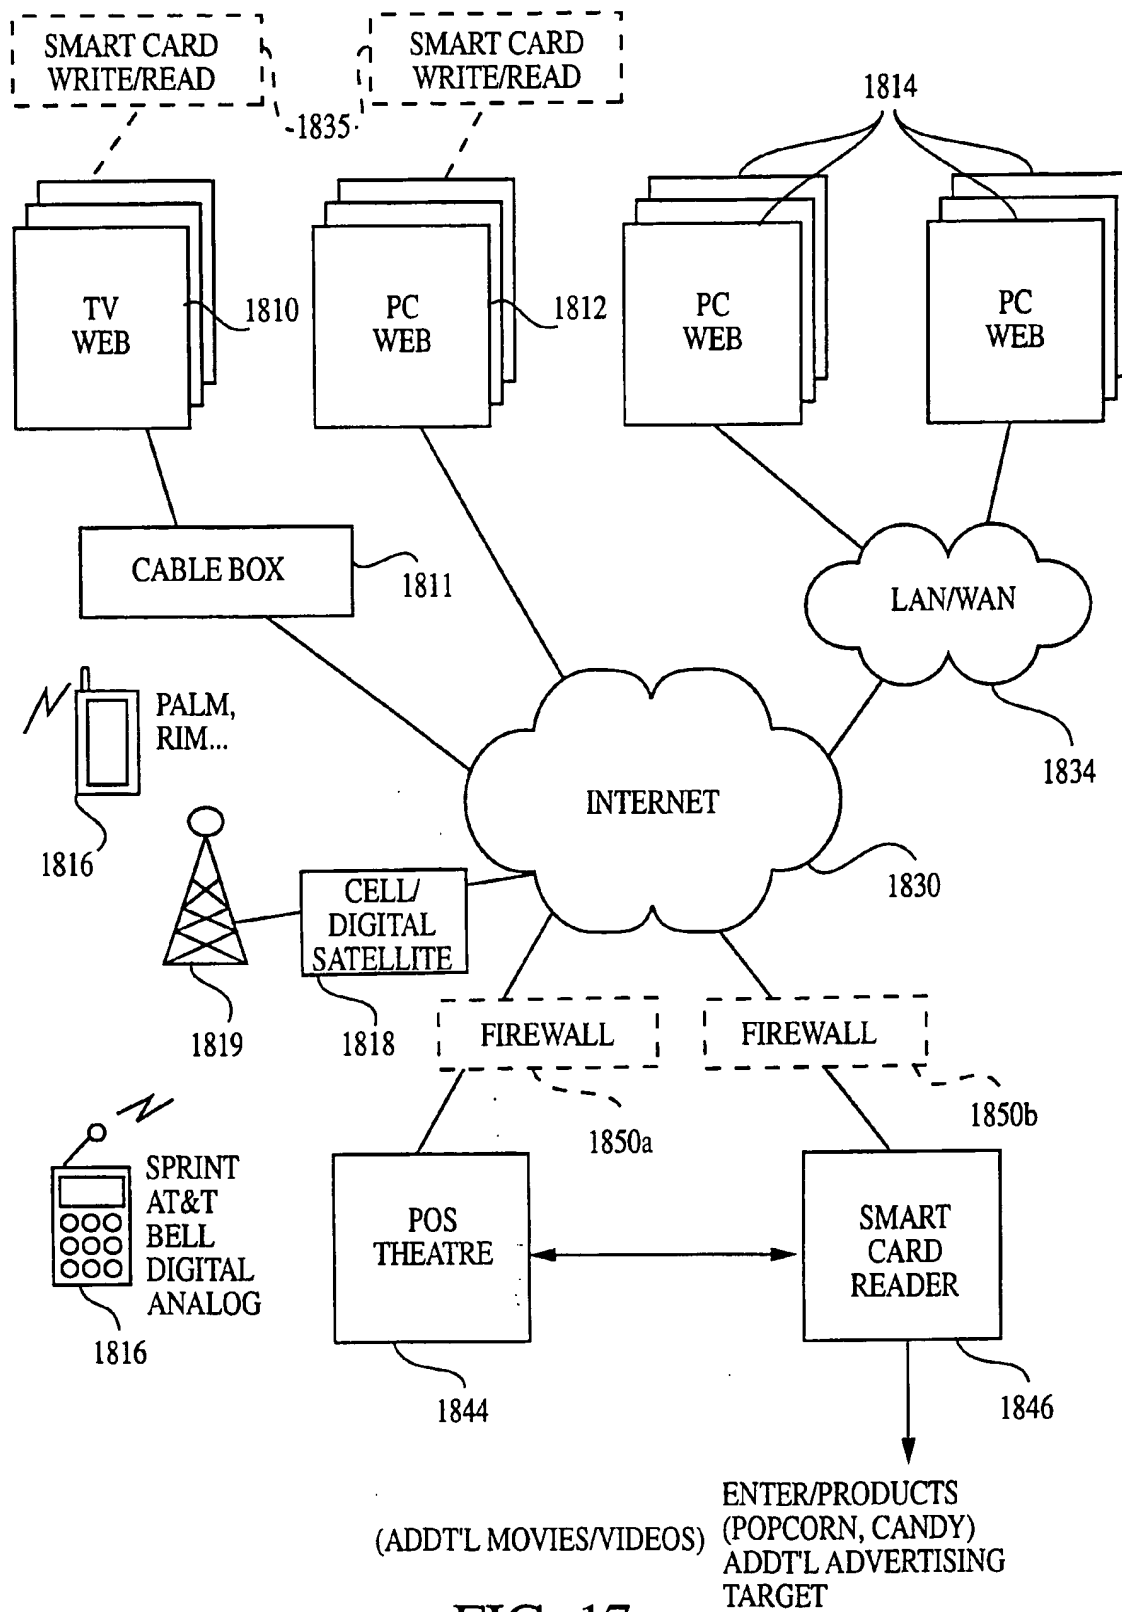 SMART CARD
WRITE/READ
SMART CARD
WRITE/READ
1835
1814
TV
WEB
1810
PC
WEB
1812
PC
WEB
PC
WEB
CABLE BOX
1811
LAN/WAN
1834
PALM,
RIM...
1816
INTERNET
1830
CELL/
DIGITAL
SATELLITE
1819
1818
FIREWALL
FIREWALL
1850a
1850b
SPRINT
AT&T
BELL
DIGITAL
ANALOG
1816
POS
THEATRE
1844
SMART
CARD
READER
1846
(ADDT'L MOVIES/VIDEOS)
ENTER/PRODUCTS
(POPCORN, CANDY)
ADDT'L ADVERTISING
TARGET
FIG. 17